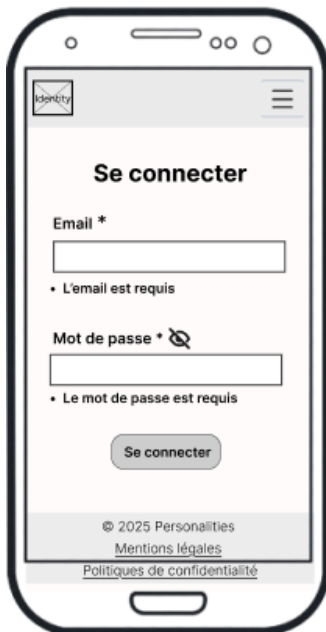 Identity
Se connecter
Email *
• L'email est requis
Mot de passe *
• Le mot de passe est requis
Se connecter
© 2025 Personalities
Mentions légales
Politiques de confidentialité